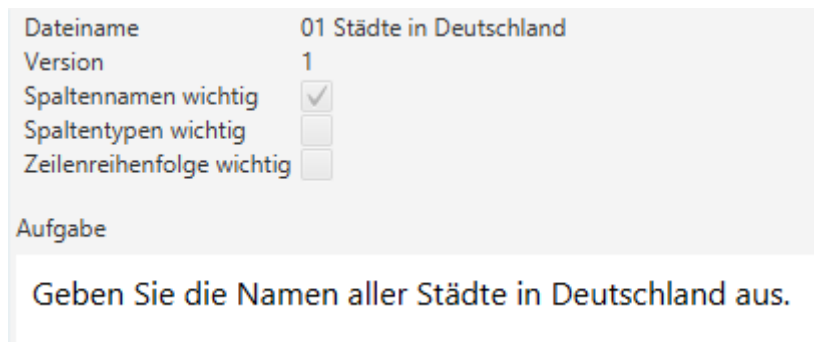 Dateiname 01 Städte in Deutschland
Version 1
Spaltennamen wichtig
Spaltentypen wichtig
Zeilenreihenfolge wichtig
Aufgabe
Geben Sie die Namen aller Städte in Deutschland aus.